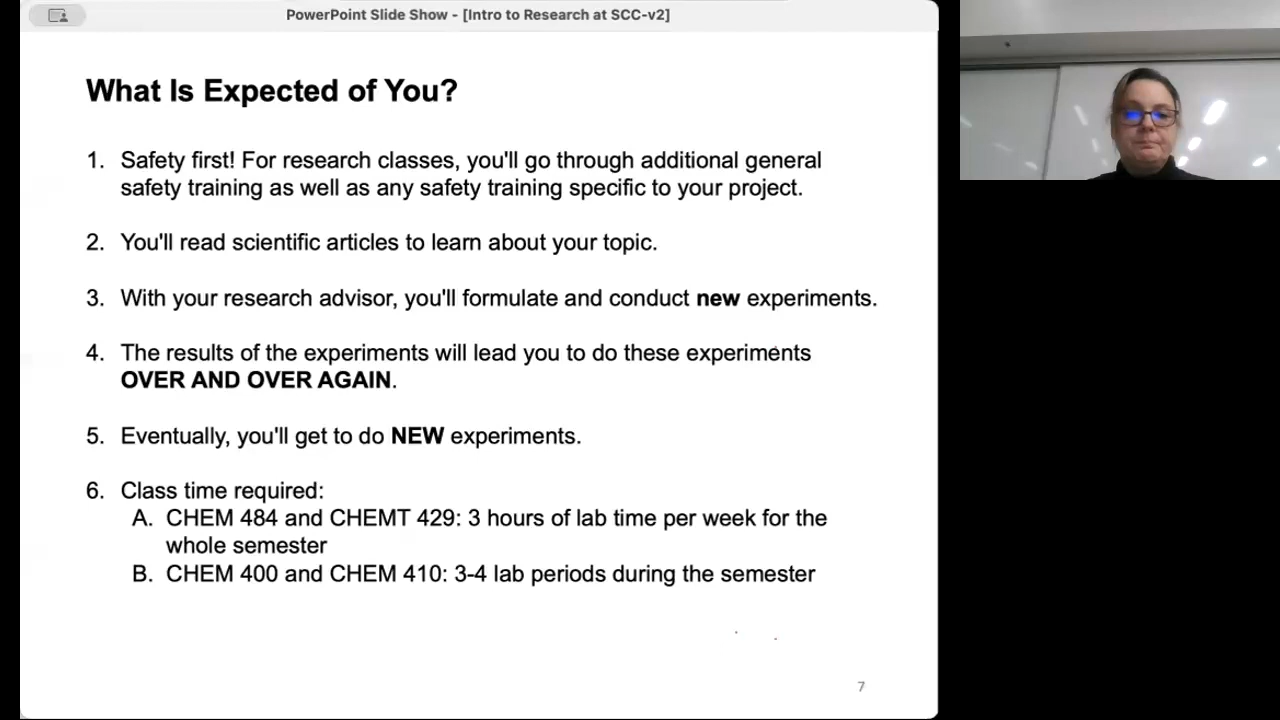 PowerPoint Slide Show - [Intro to Research at SCC-v2]
What Is Expected of You?
1. Safety first! For research classes, you'll go through additional general
safety training as well as any safety training specific to your project.
2. You'll read scientific articles to learn about your topic.
3. With your research advisor, you'll formulate and conduct new experiments.
4. The results of the experiments will lead you to do these experiments
OVER AND OVER AGAIN.
5. Eventually, you'll get to do NEW experiments.
6. Class time required:
A. CHEM 484 and CHEMT 429: 3 hours of lab time per week for the
whole semester
B. CHEM 400 and CHEM 410: 3-4 lab periods during the semester
7